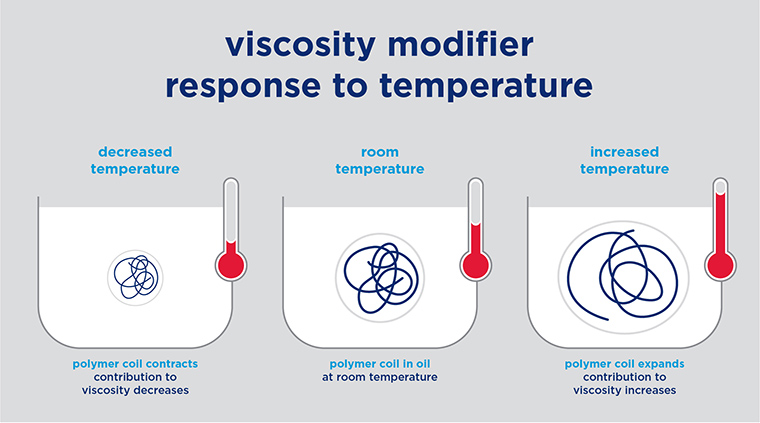 viscosity modifier
response to temperature
decreased
temperature
room
temperature
increased
temperature
polymer coil contracts
contribution to
viscosity decreases
polymer coil in oil
at room temperature
polymer coil expands
contribution to
viscosity increases